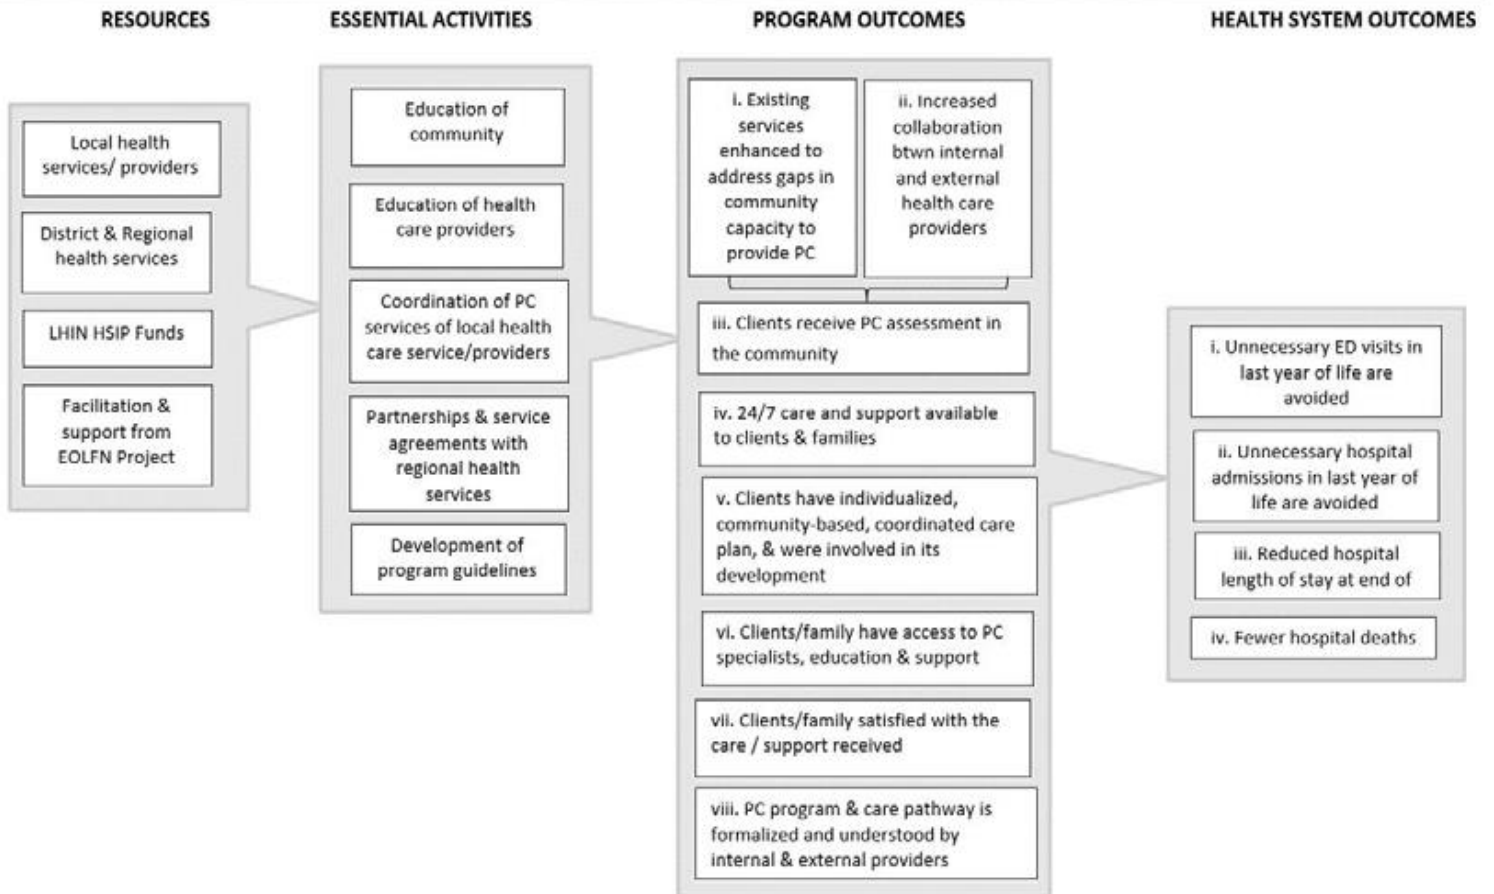 RESOURCES
ESSENTIAL ACTIVITIES
PROGRAM OUTCOMES
HEALTH SYSTEM OUTCOMES
Local health
services/ providers
District & Regional
health services
LHIN HSIP Funds
Facilitation &
support from
EOLFN Project
Education of
community
Education of health
care providers
Coordination of PC
services of local health
care service/providers
Partnerships & service
agreements with
regional health
services
Development of
program guidelines
i. Existing
services
enhanced to
address gaps in
community
capacity to
provide PC
ii. Increased
collaboration
btwn internal
and external
health care
providers
iii. Clients receive PC assessment in
the community
iv. 24/7 care and support available
to clients & families
v. Clients have individualized,
community-based, coordinated care
plan, & were involved in its
development
vi. Clients/family have access to PC
specialists, education & support
vii. Clients/family satisfied with the
care / support received
viii. PC program & care pathway is
formalized and understood by
internal & external providers
i. Unnecessary ED visits in
last year of life are
avoided
ii. Unnecessary hospital
admissions in last year of
life are avoided
iii. Reduced hospital
length of stay at end of
iv. Fewer hospital deaths